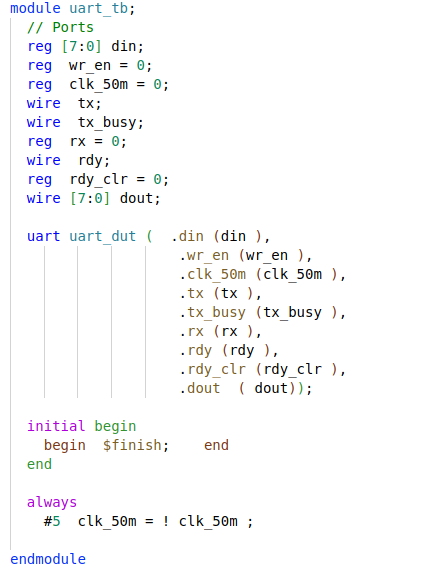 module uart_tb;
  // Ports
  reg [7:0] din;
  reg  wr_en = 0;
  reg  clk_50m = 0;
  wire  tx;
  wire  tx_busy;
  reg  rx = 0;
  wire  rdy;
  reg  rdy_clr = 0;
  wire [7:0] dout;

  uart uart_dut (  .din (din ),
                   .wr_en (wr_en ),
                   .clk_50m (clk_50m ),
                   .tx (tx ),
                   .tx_busy (tx_busy ),
                   .rx (rx ),
                   .rdy (rdy ),
                   .rdy_clr (rdy_clr ),
                   .dout  ( dout));

  initial begin
    begin  $finish;    end
  end

  always
    #5  clk_50m = ! clk_50m ;

endmodule